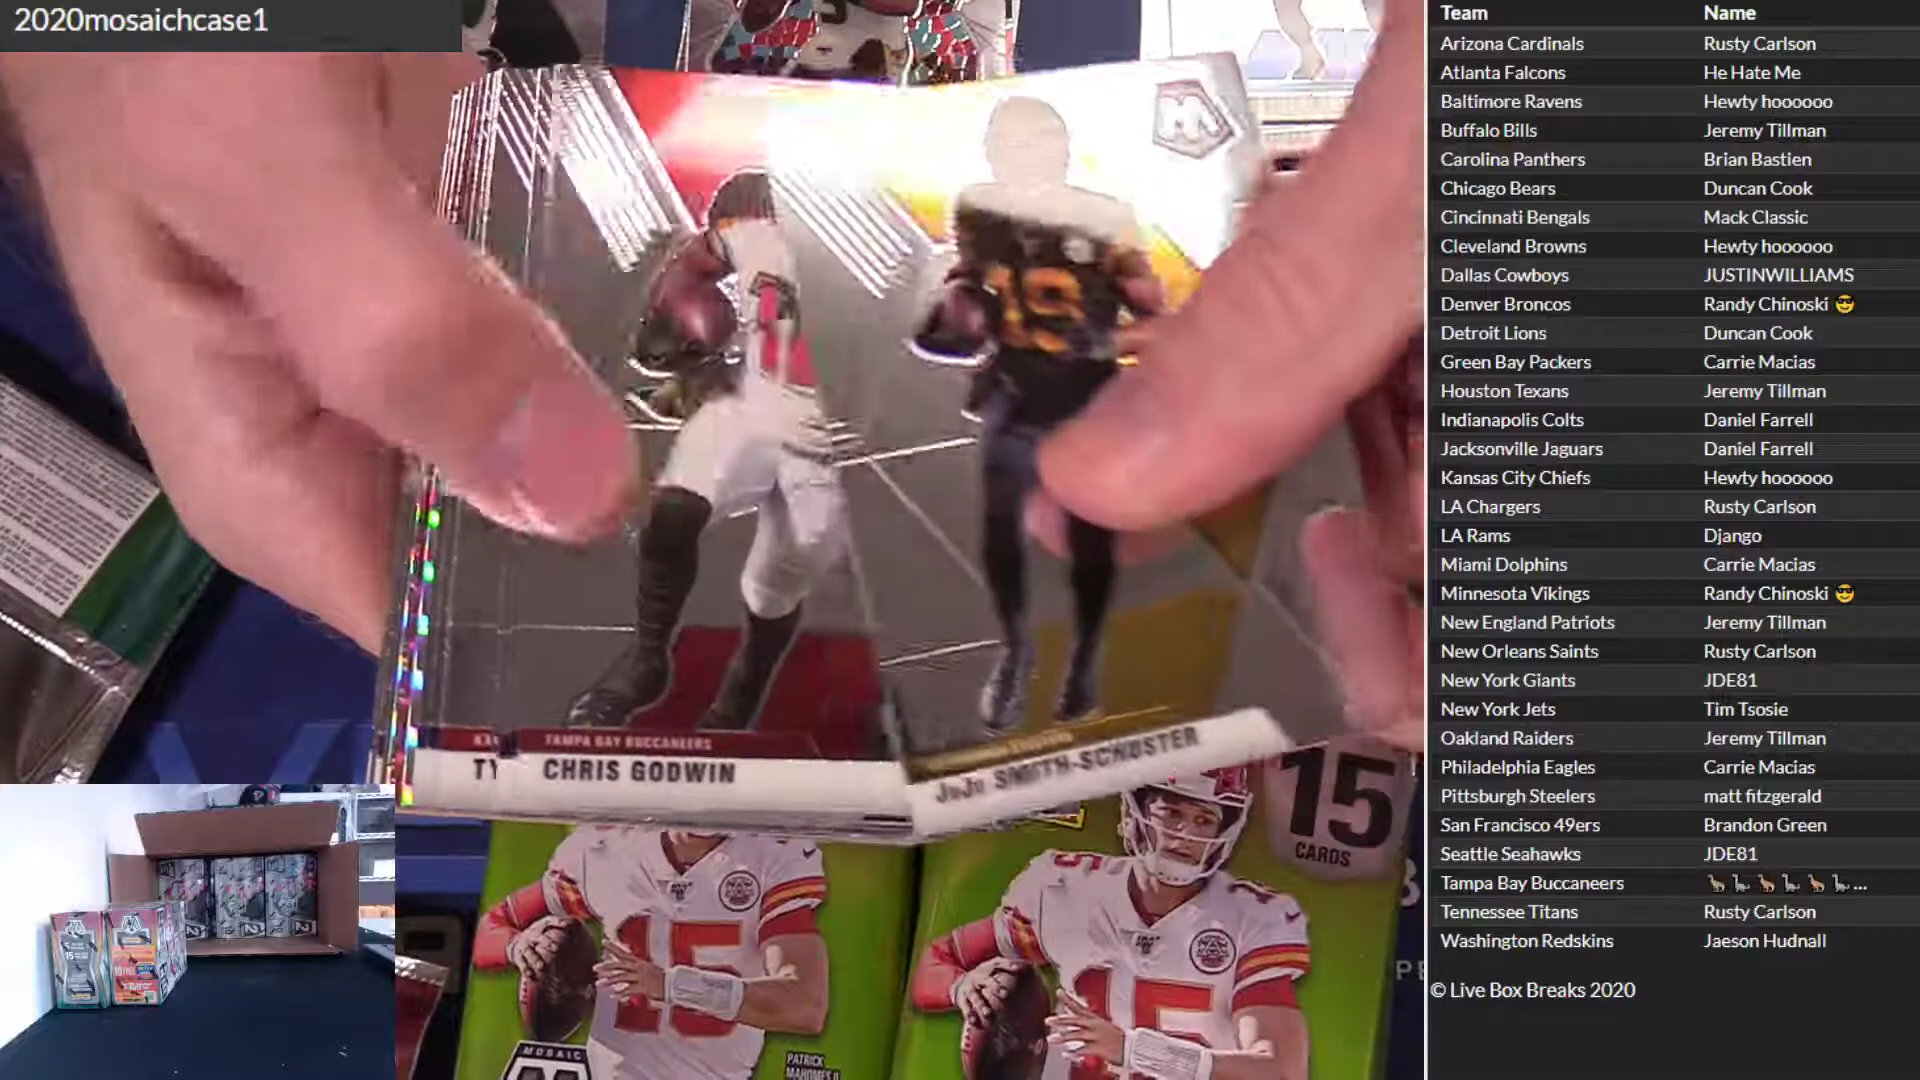 2020mosaichcase1
TAMPA BAY BUCCANEERS
TY CHRIS GODWIN
JuJu SMITH-SCHUSTER
15
CARDS
15
15
MOSAIC
PATRICK
MAHOMES II
Team Name
Arizona Cardinals Rusty Carlson
Atlanta Falcons He Hate Me
Baltimore Ravens Hewty hoooooo
Buffalo Bills Jeremy Tillman
Carolina Panthers Brian Bastien
Chicago Bears Duncan Cook
Cincinnati Bengals Mack Classic
Cleveland Browns Hewty hoooooo
Dallas Cowboys JUSTINWILLIAMS
Denver Broncos Randy Chinoski 😎
Detroit Lions Duncan Cook
Green Bay Packers Carrie Macias
Houston Texans Jeremy Tillman
Indianapolis Colts Daniel Farrell
Jacksonville Jaguars Daniel Farrell
Kansas City Chiefs Hewty hoooooo
LA Chargers Rusty Carlson
LA Rams Django
Miami Dolphins Carrie Macias
Minnesota Vikings Randy Chinoski 😎
New England Patriots Jeremy Tillman
New Orleans Saints Rusty Carlson
New York Giants JDE81
New York Jets Tim Tsosie
Oakland Raiders Jeremy Tillman
Philadelphia Eagles Carrie Macias
Pittsburgh Steelers matt fitzgerald
San Francisco 49ers Brandon Green
Seattle Seahawks JDE81
Tampa Bay Buccaneers 🦒🦕🦒🦕🦒🦕...
Tennessee Titans Rusty Carlson
Washington Redskins Jaeson Hudnall
© Live Box Breaks 2020